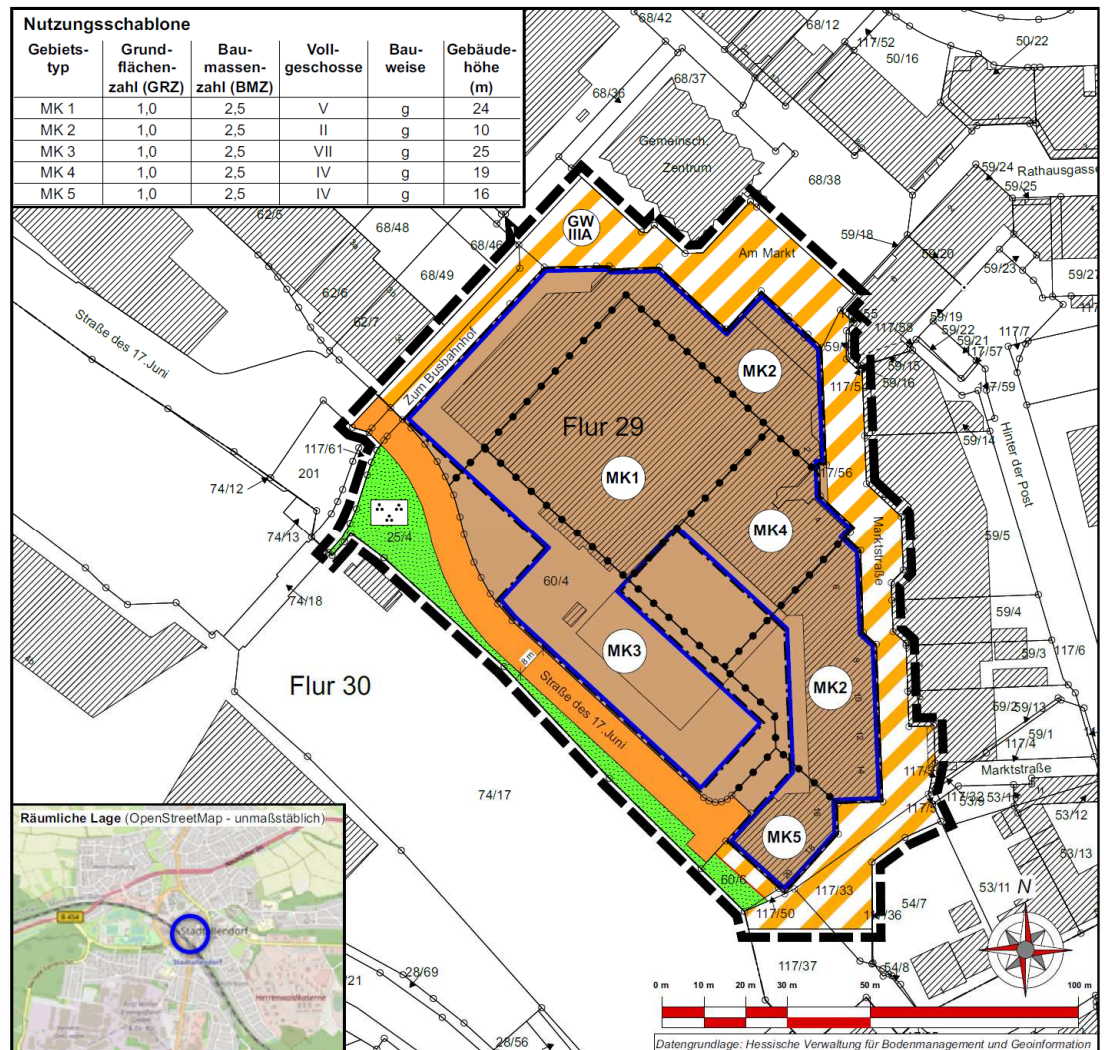 Nutzungsschablone
Gebiets-typ Grund-flächen-zahl (GRZ) Bau-massen-zahl (BMZ) Voll-geschosse Bau-weise Gebäude-höhe (m)
MK 1 1,0 2,5 V g 24
MK 2 1,0 2,5 II g 10
MK 3 1,0 2,5 VII g 25
MK 4 1,0 2,5 IV g 19
MK 5 1,0 2,5 IV g 16
68/42
68/12
117/52
50/16
50/22
68/37
68/36
Gemeinsch.
Zentrum
68/38
59/24
59/25
Rathausgasse
62/5
68/48
68/46
GW
IIIA
Am Markt
59/18
59/20
59/23
59/27
68/49
62/6
62/7
Straße des 17.Juni
Zum Busbahnhof
117/58
59/19
59/22
59/21
117/57
117/7
59/15
59/16
117/59
MK2
59/14
Hinter der Post
Flur 29
117/61
201
74/12
MK1
117/56
25/4
MK4
Marktstraße
74/13
59/5
74/18
60/4
59/4
MK3
59/3
117/6
8 m
Straße des 17.Juni
MK2
Flur 30
59/2
59/13
59/1
117/4
Marktstraße
74/17
117/32
53/9
53/12
MK5
53/13
60/6
117/33
53/11
54/7
117/50
117/36
117/37
54/8
28/69
28/56
N
Räumliche Lage (OpenStreetMap - unmaßstäblich)
B 454
Stadtallendorf
Stadtallendorf
Herrenwaldkaserne
0 m 10 m 20 m 30 m 50 m 100 m
Datengrundlage: Hessische Verwaltung für Bodenmanagement und Geoinformation